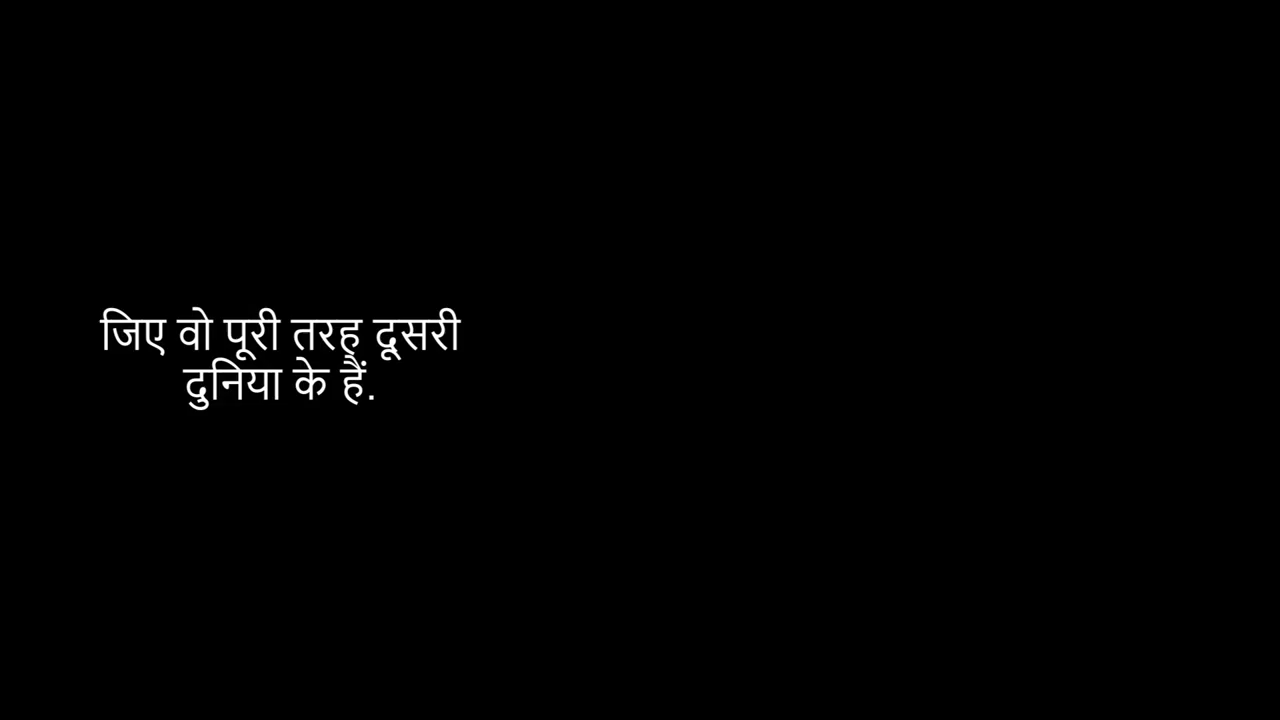 जिए वो पूरी तरह दूसरी
दुनिया के हैं.